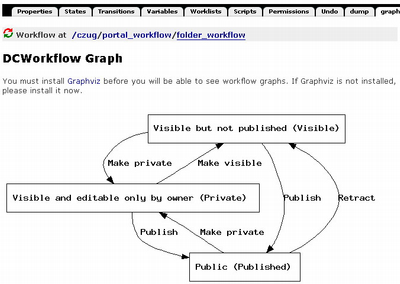 Properties States Transitions Variables Worklists Scripts Permissions Undo dump graph
Workflow at /czug/portal_workflow/folder_workflow
DCWorkflow Graph
You must install Graphviz before you will be able to see workflow graphs. If Graphviz is not installed,
please install it now.
Visible but not published (Visible)
Make private Make visible
Visible and editable only by owner (Private) Publish Retract
Publish Make private
Public (Published)